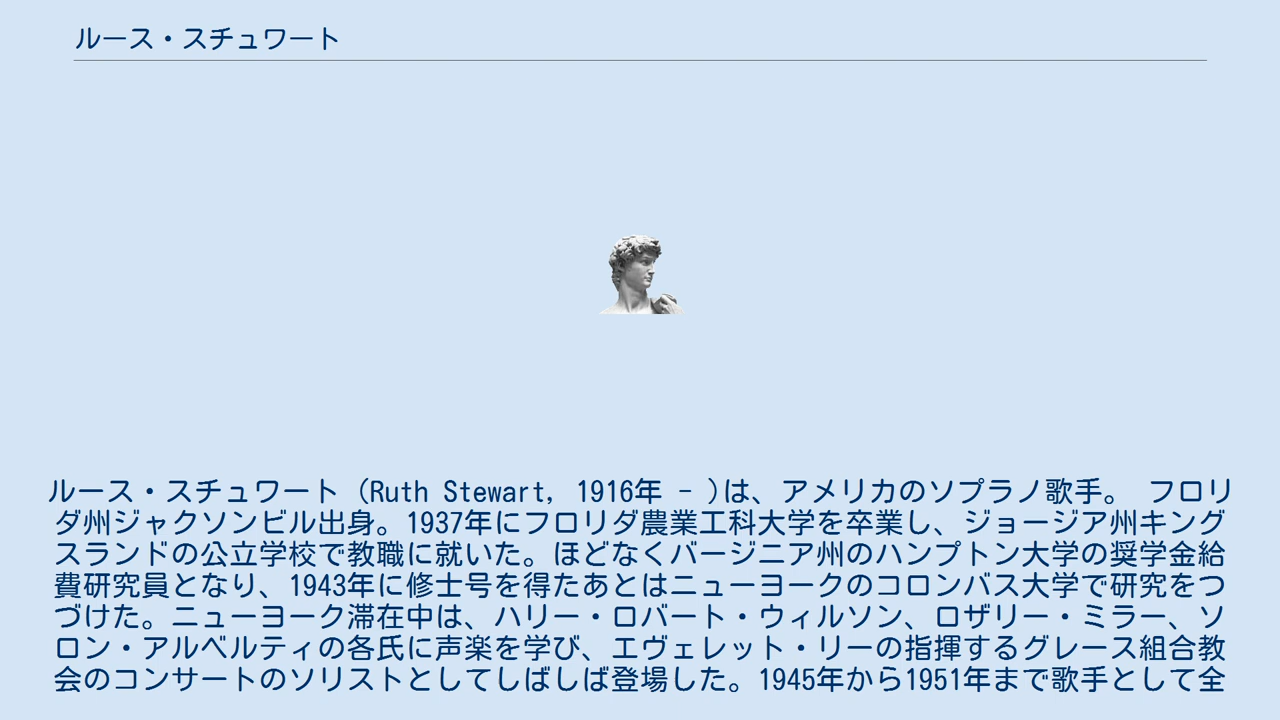 ルース・スチュワート
ルース・スチュワート (Ruth Stewart, 1916年 - )は、アメリカのソプラノ歌手。 フロリ
ダ州ジャクソンビル出身。1937年にフロリダ農業工科大学を卒業し、ジョージア州キング
スランドの公立学校で教職に就いた。ほどなくバージニア州のハンプトン大学の奨学金給
費研究員となり、1943年に修士号を得たあとはニューヨークのコロンバス大学で研究をつ
づけた。ニューヨーク滞在中は、ハリー・ロバート・ウィルソン、ロザリー・ミラー、ソ
ロン・アルベルティの各氏に声楽を学び、エヴェレット・リーの指揮するグレース組合教
会のコンサートのソリストとしてしばしば登場した。1945年から1951年まで歌手として全